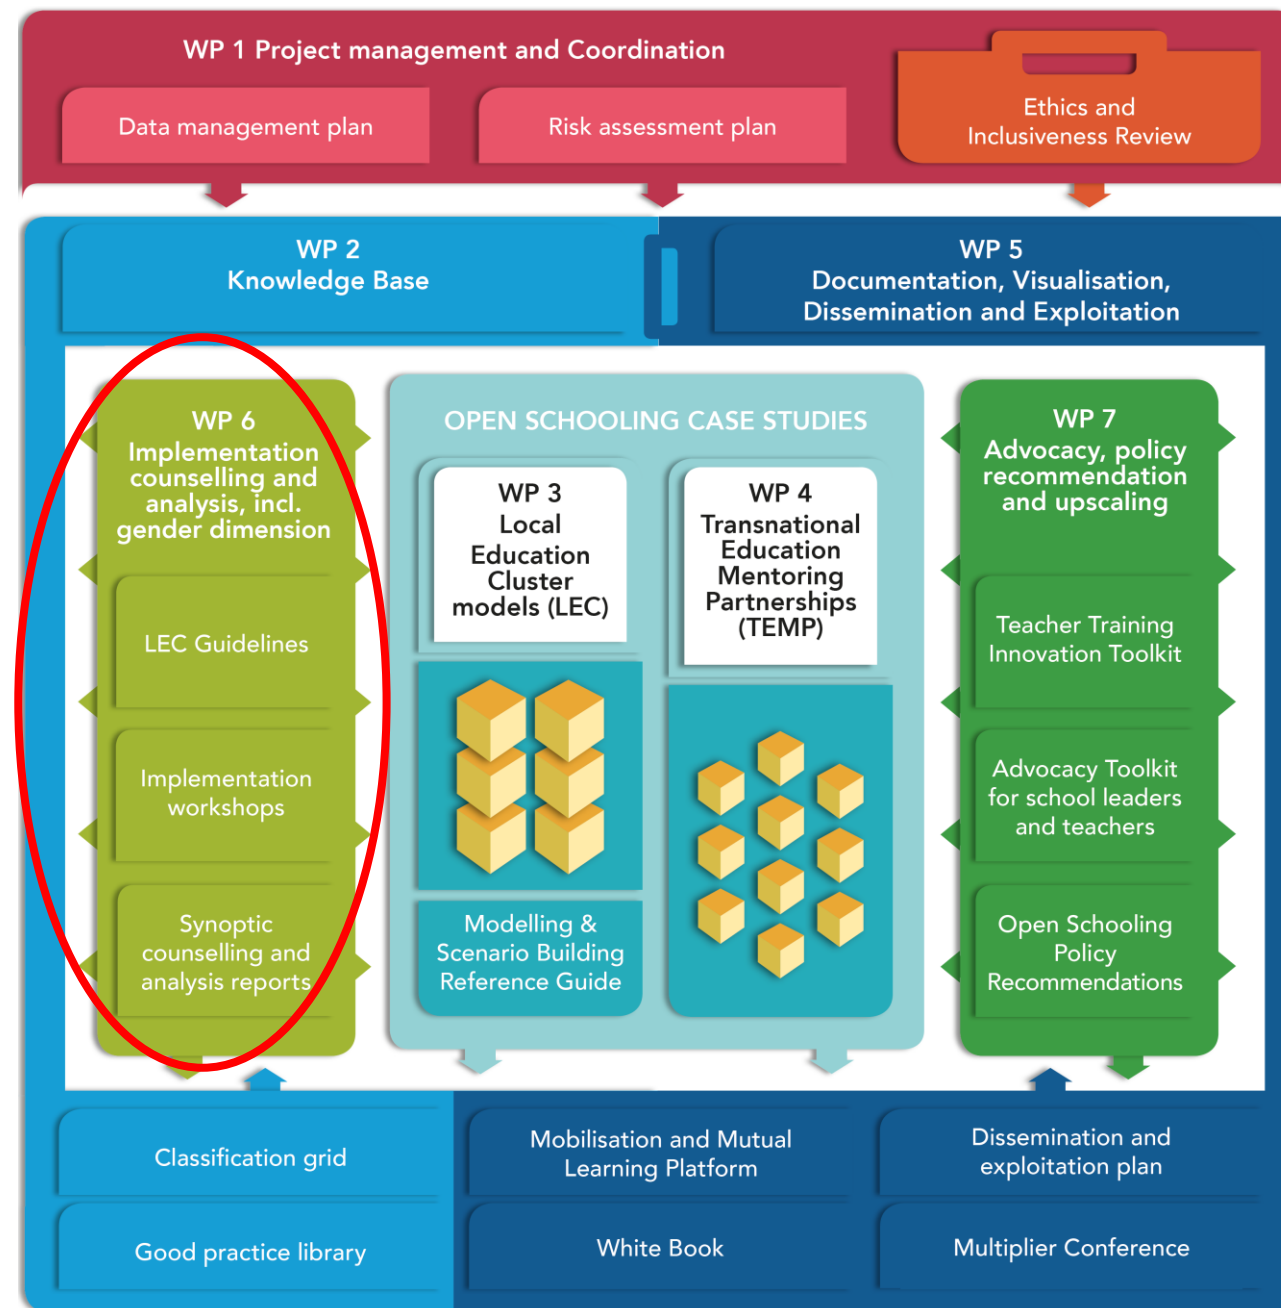 WP 1 Project management and Coordination
Data management plan
Risk assessment plan
Ethics and
Inclusiveness Review
WP 2
Knowledge Base
WP 5
Documentation, Visualisation,
Dissemination and Exploitation
WP 6
Implementation
counselling and
analysis, incl.
gender dimension
LEC Guidelines
Implementation
workshops
Synoptic
counselling and
analysis reports
OPEN SCHOOLING CASE STUDIES
WP 3
Local
Education
Cluster
models (LEC)
Modelling &
Scenario Building
Reference Guide
WP 4
Transnational
Education
Mentoring
Partnerships
(TEMP)
WP 7
Advocacy, policy
recommendation
and upscaling
Teacher Training
Innovation Toolkit
Advocacy Toolkit
for school leaders
and teachers
Open Schooling
Policy
Recommendations
Classification grid
Mobilisation and Mutual
Learning Platform
Dissemination and
exploitation plan
Good practice library
White Book
Multiplier Conference